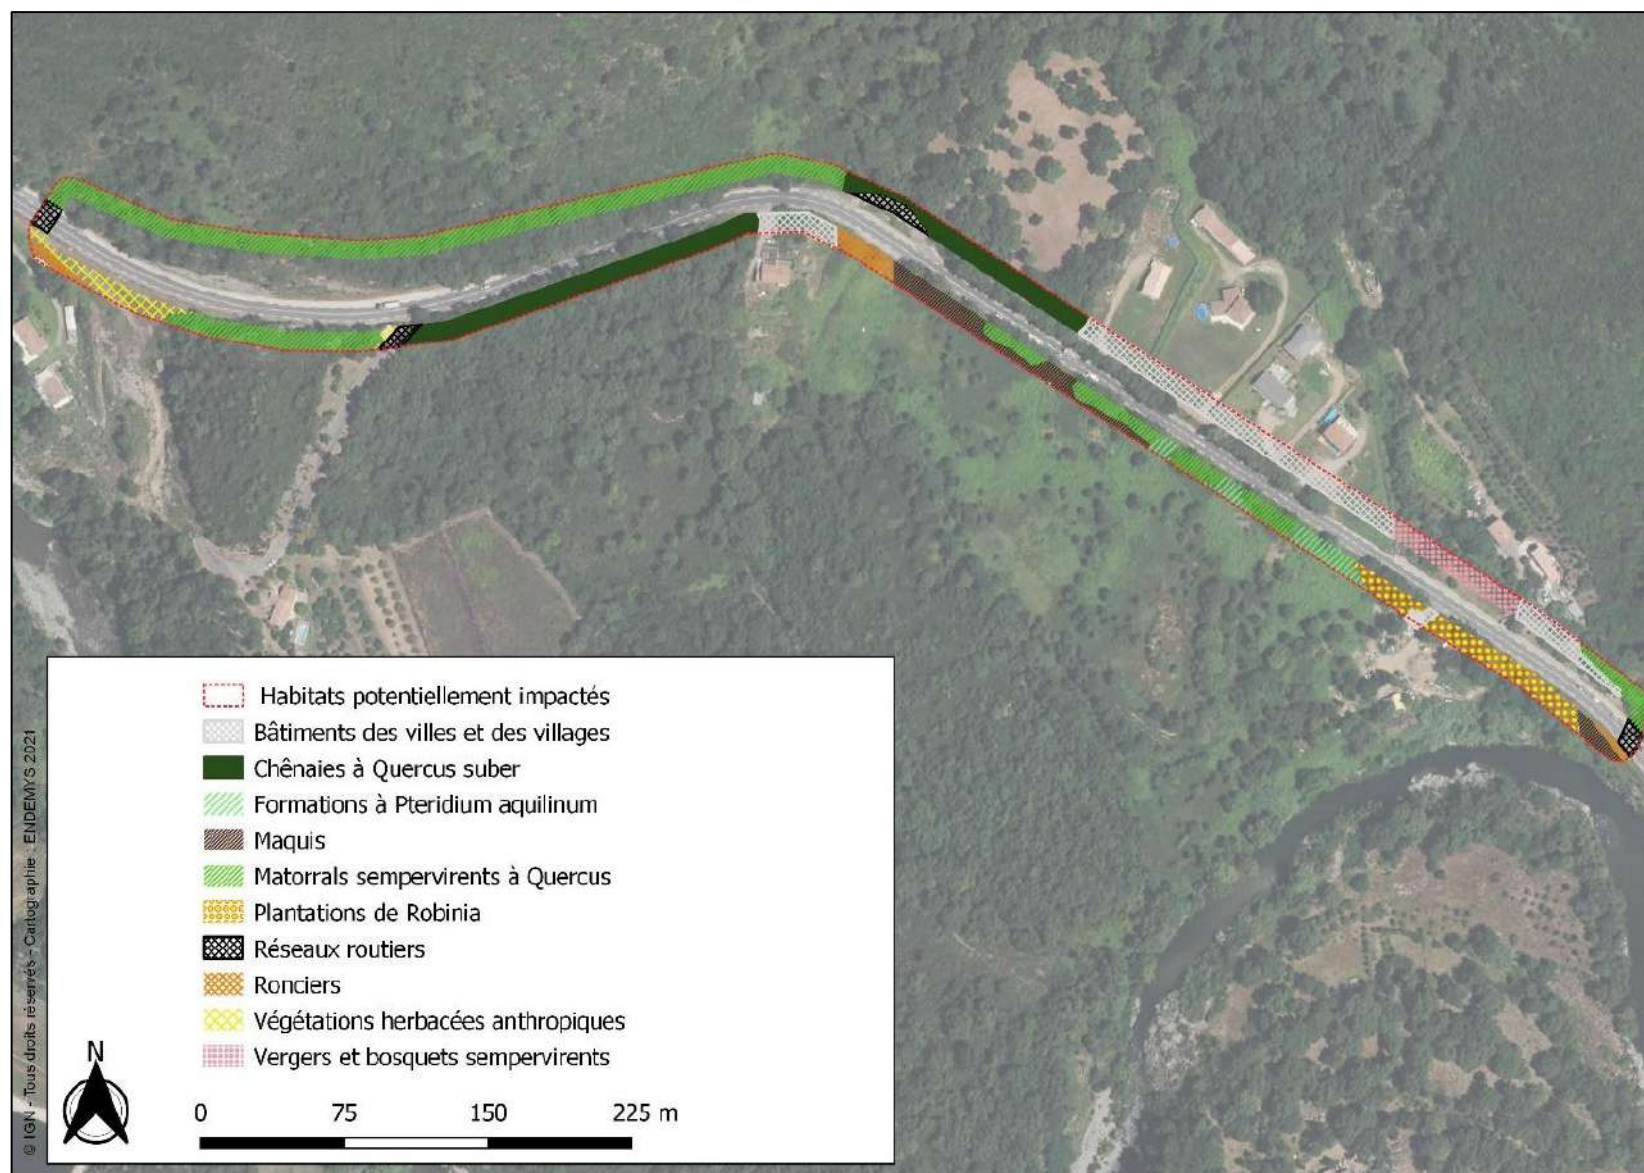 Habitats potentiellement impactés
Bâtiments des villes et des villages
Chênaies à Quercus suber
Formations à Pteridium aquilinum
Maquis
Matorrals sempervirents à Quercus
Plantations de Robinia
Réseaux routiers
Ronciers
Végétations herbacées anthropiques
Vergers et bosquets sempervirents
N
0 75 150 225 m
© IGN - Tous droits réservés - Cartographie : ENDEMYS 2021